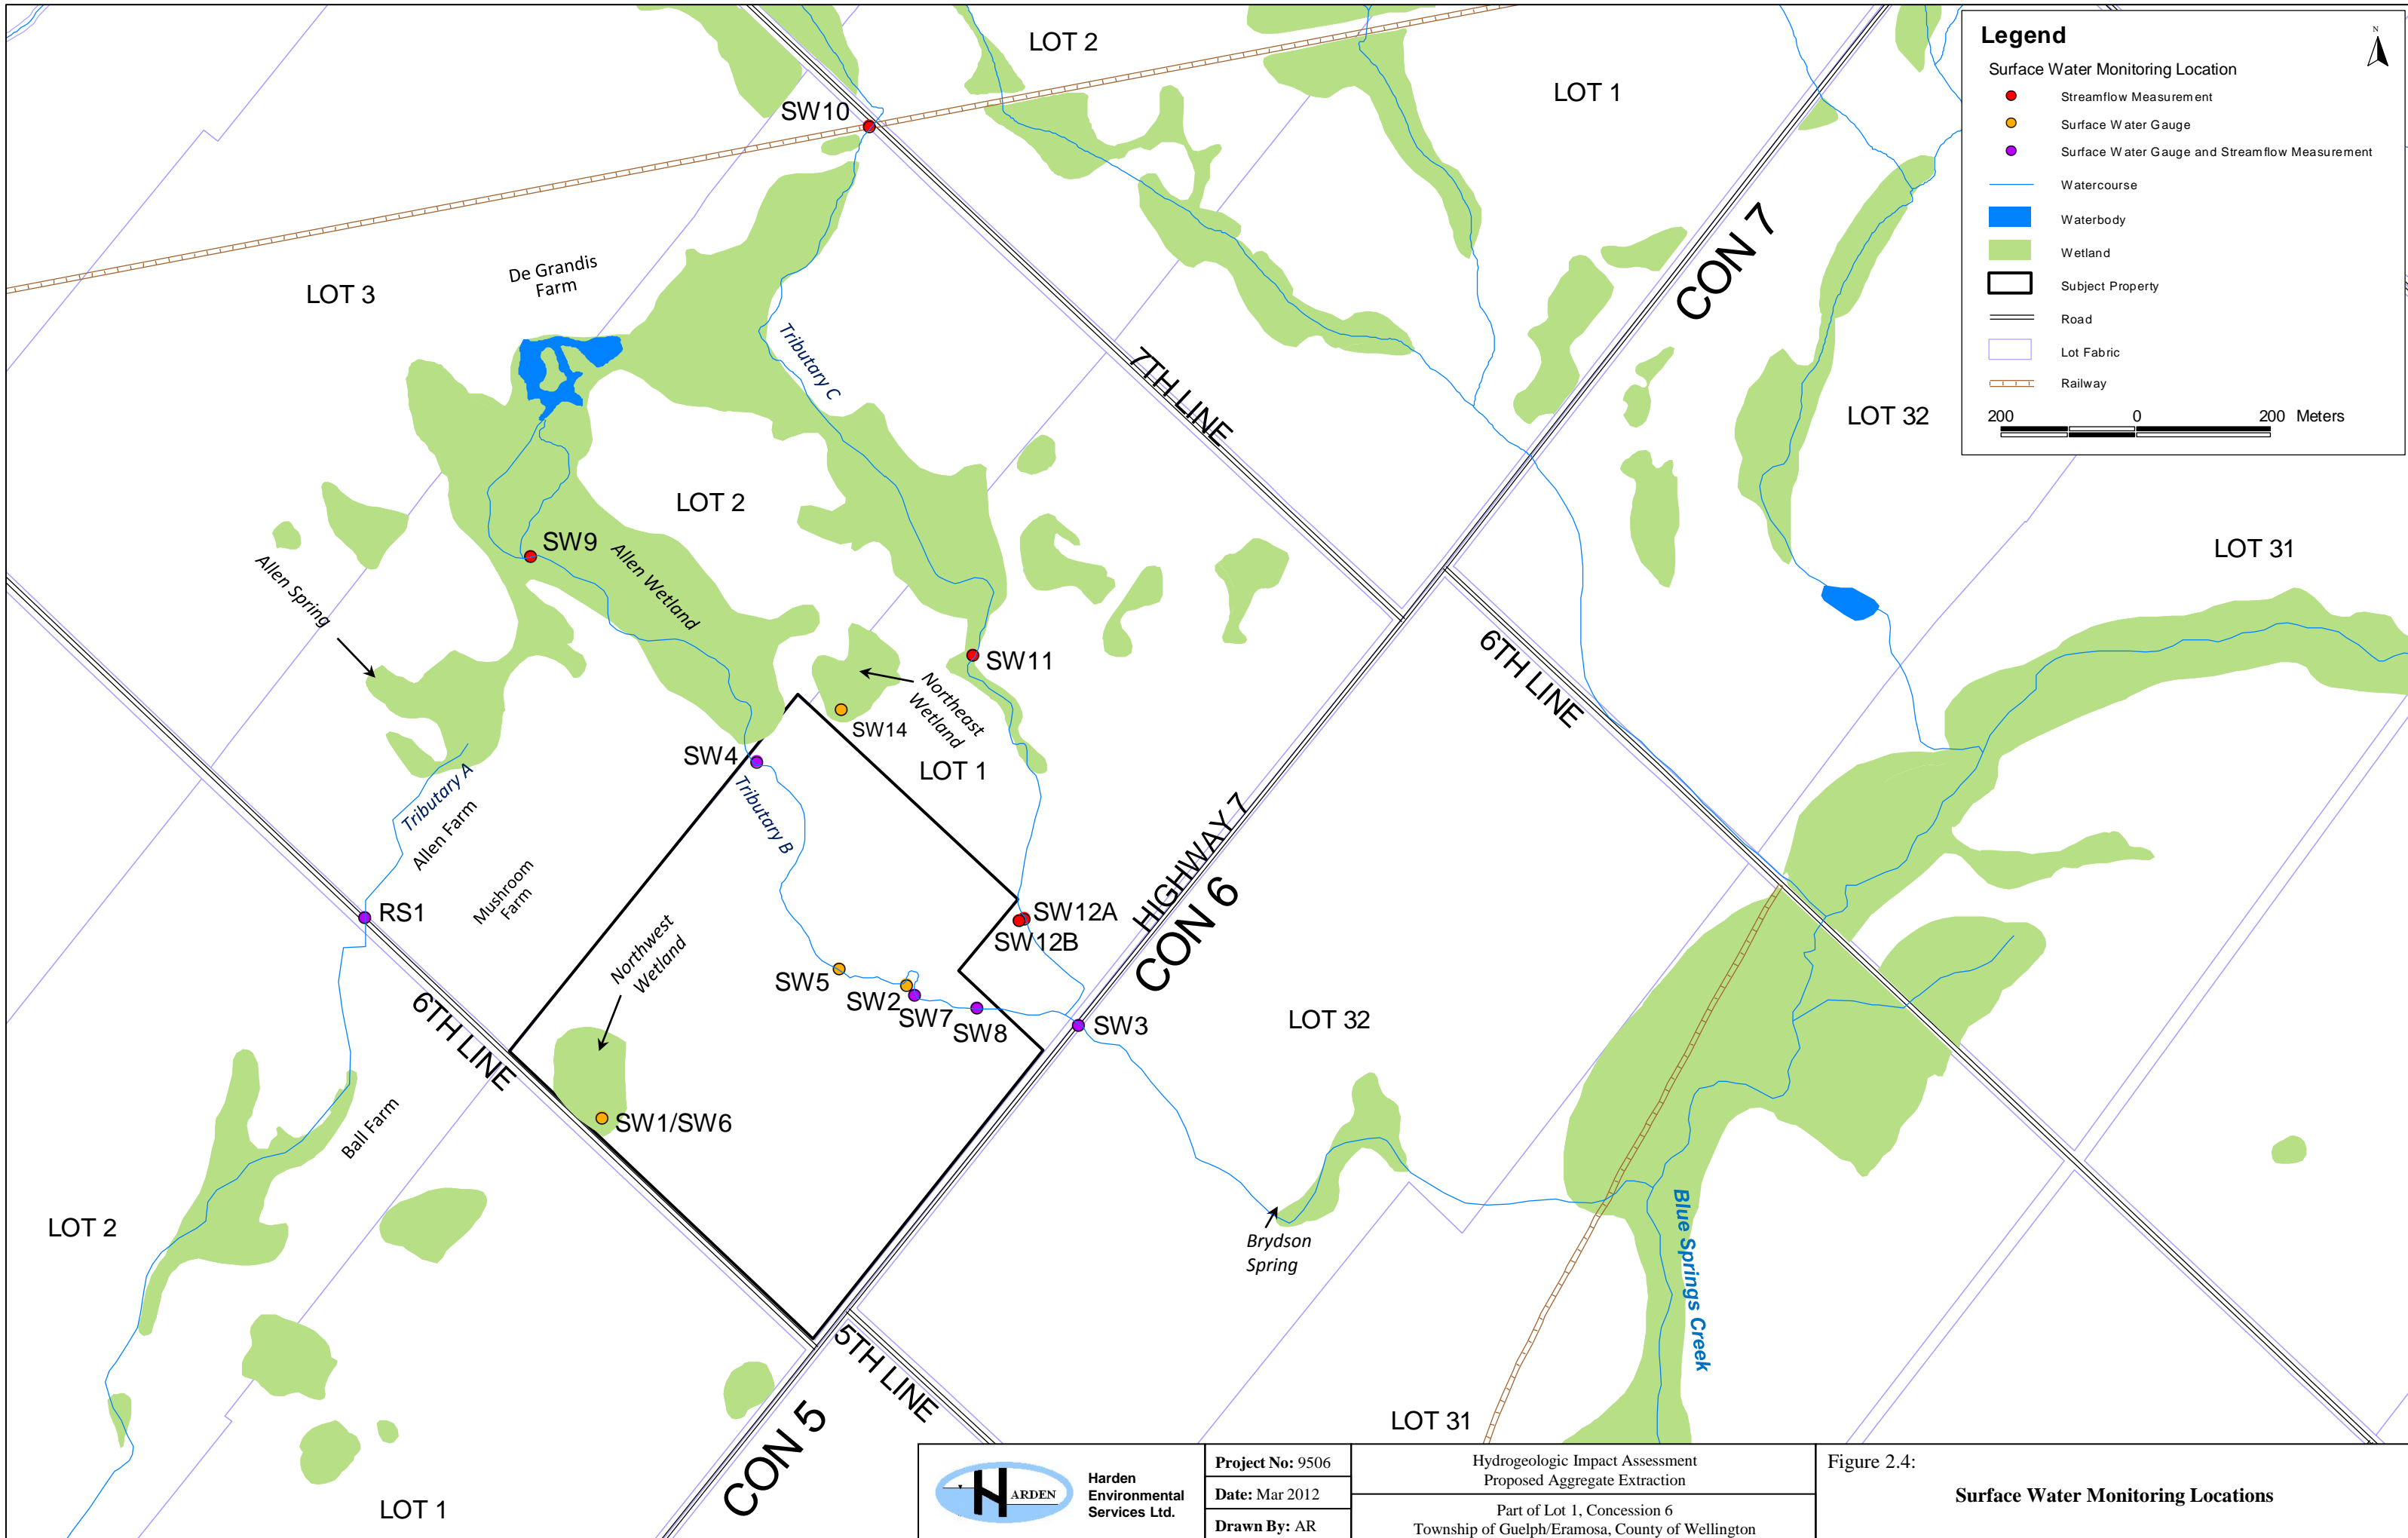 LOT 2
LOT 1
SW10
CON 7
De Grandis
Farm
LOT 3
Tributary C
7TH LINE
LOT 32
LOT 2
LOT 31
SW9
Allen Wetland
Allen Spring
6TH LINE
SW11
Northeast
Wetland
SW14
SW4
LOT 1
Tributary A
Tributary B
Allen Farm
HIGHWAY 7
CON 6
Mushroom
Farm
RS1
SW12A
SW12B
Northwest
Wetland
SW5
SW2
SW7
SW8
SW3
LOT 32
6TH LINE
SW1/SW6
Ball Farm
LOT 2
Brydson
Spring
Blue Springs Creek
5TH LINE
CON 5
LOT 31
LOT 1
Legend
N
Surface Water Monitoring Location
Streamflow Measurement
Surface Water Gauge
Surface Water Gauge and Streamflow Measurement
Watercourse
Waterbody
Wetland
Subject Property
Road
Lot Fabric
Railway
200 0 200 Meters
H ARDEN
Harden
Environmental
Services Ltd.
Project No: 9506
Date: Mar 2012
Drawn By: AR
Hydrogeologic Impact Assessment
Proposed Aggregate Extraction
Part of Lot 1, Concession 6
Township of Guelph/Eramosa, County of Wellington
Figure 2.4:
Surface Water Monitoring Locations